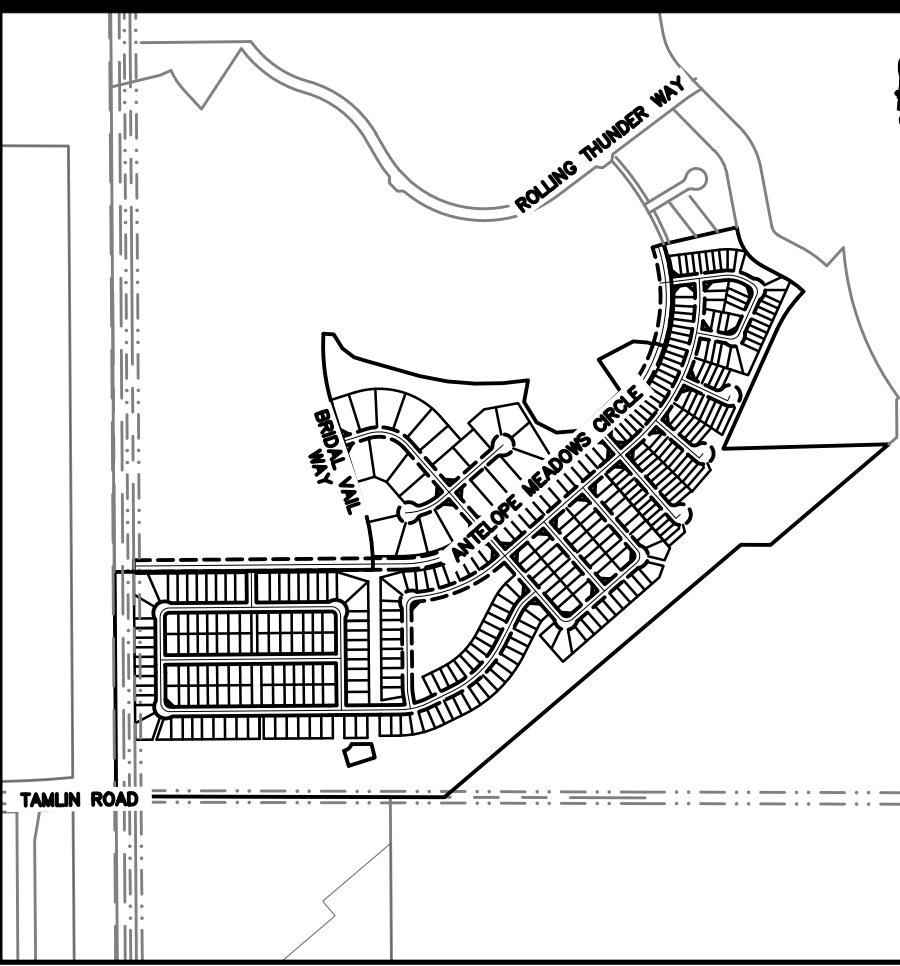 ROLLING THUNDER WAY
BRIDAL VAIL
WAY
ANTELOPE MEADOWS CIRCLE
TAMLIN ROAD